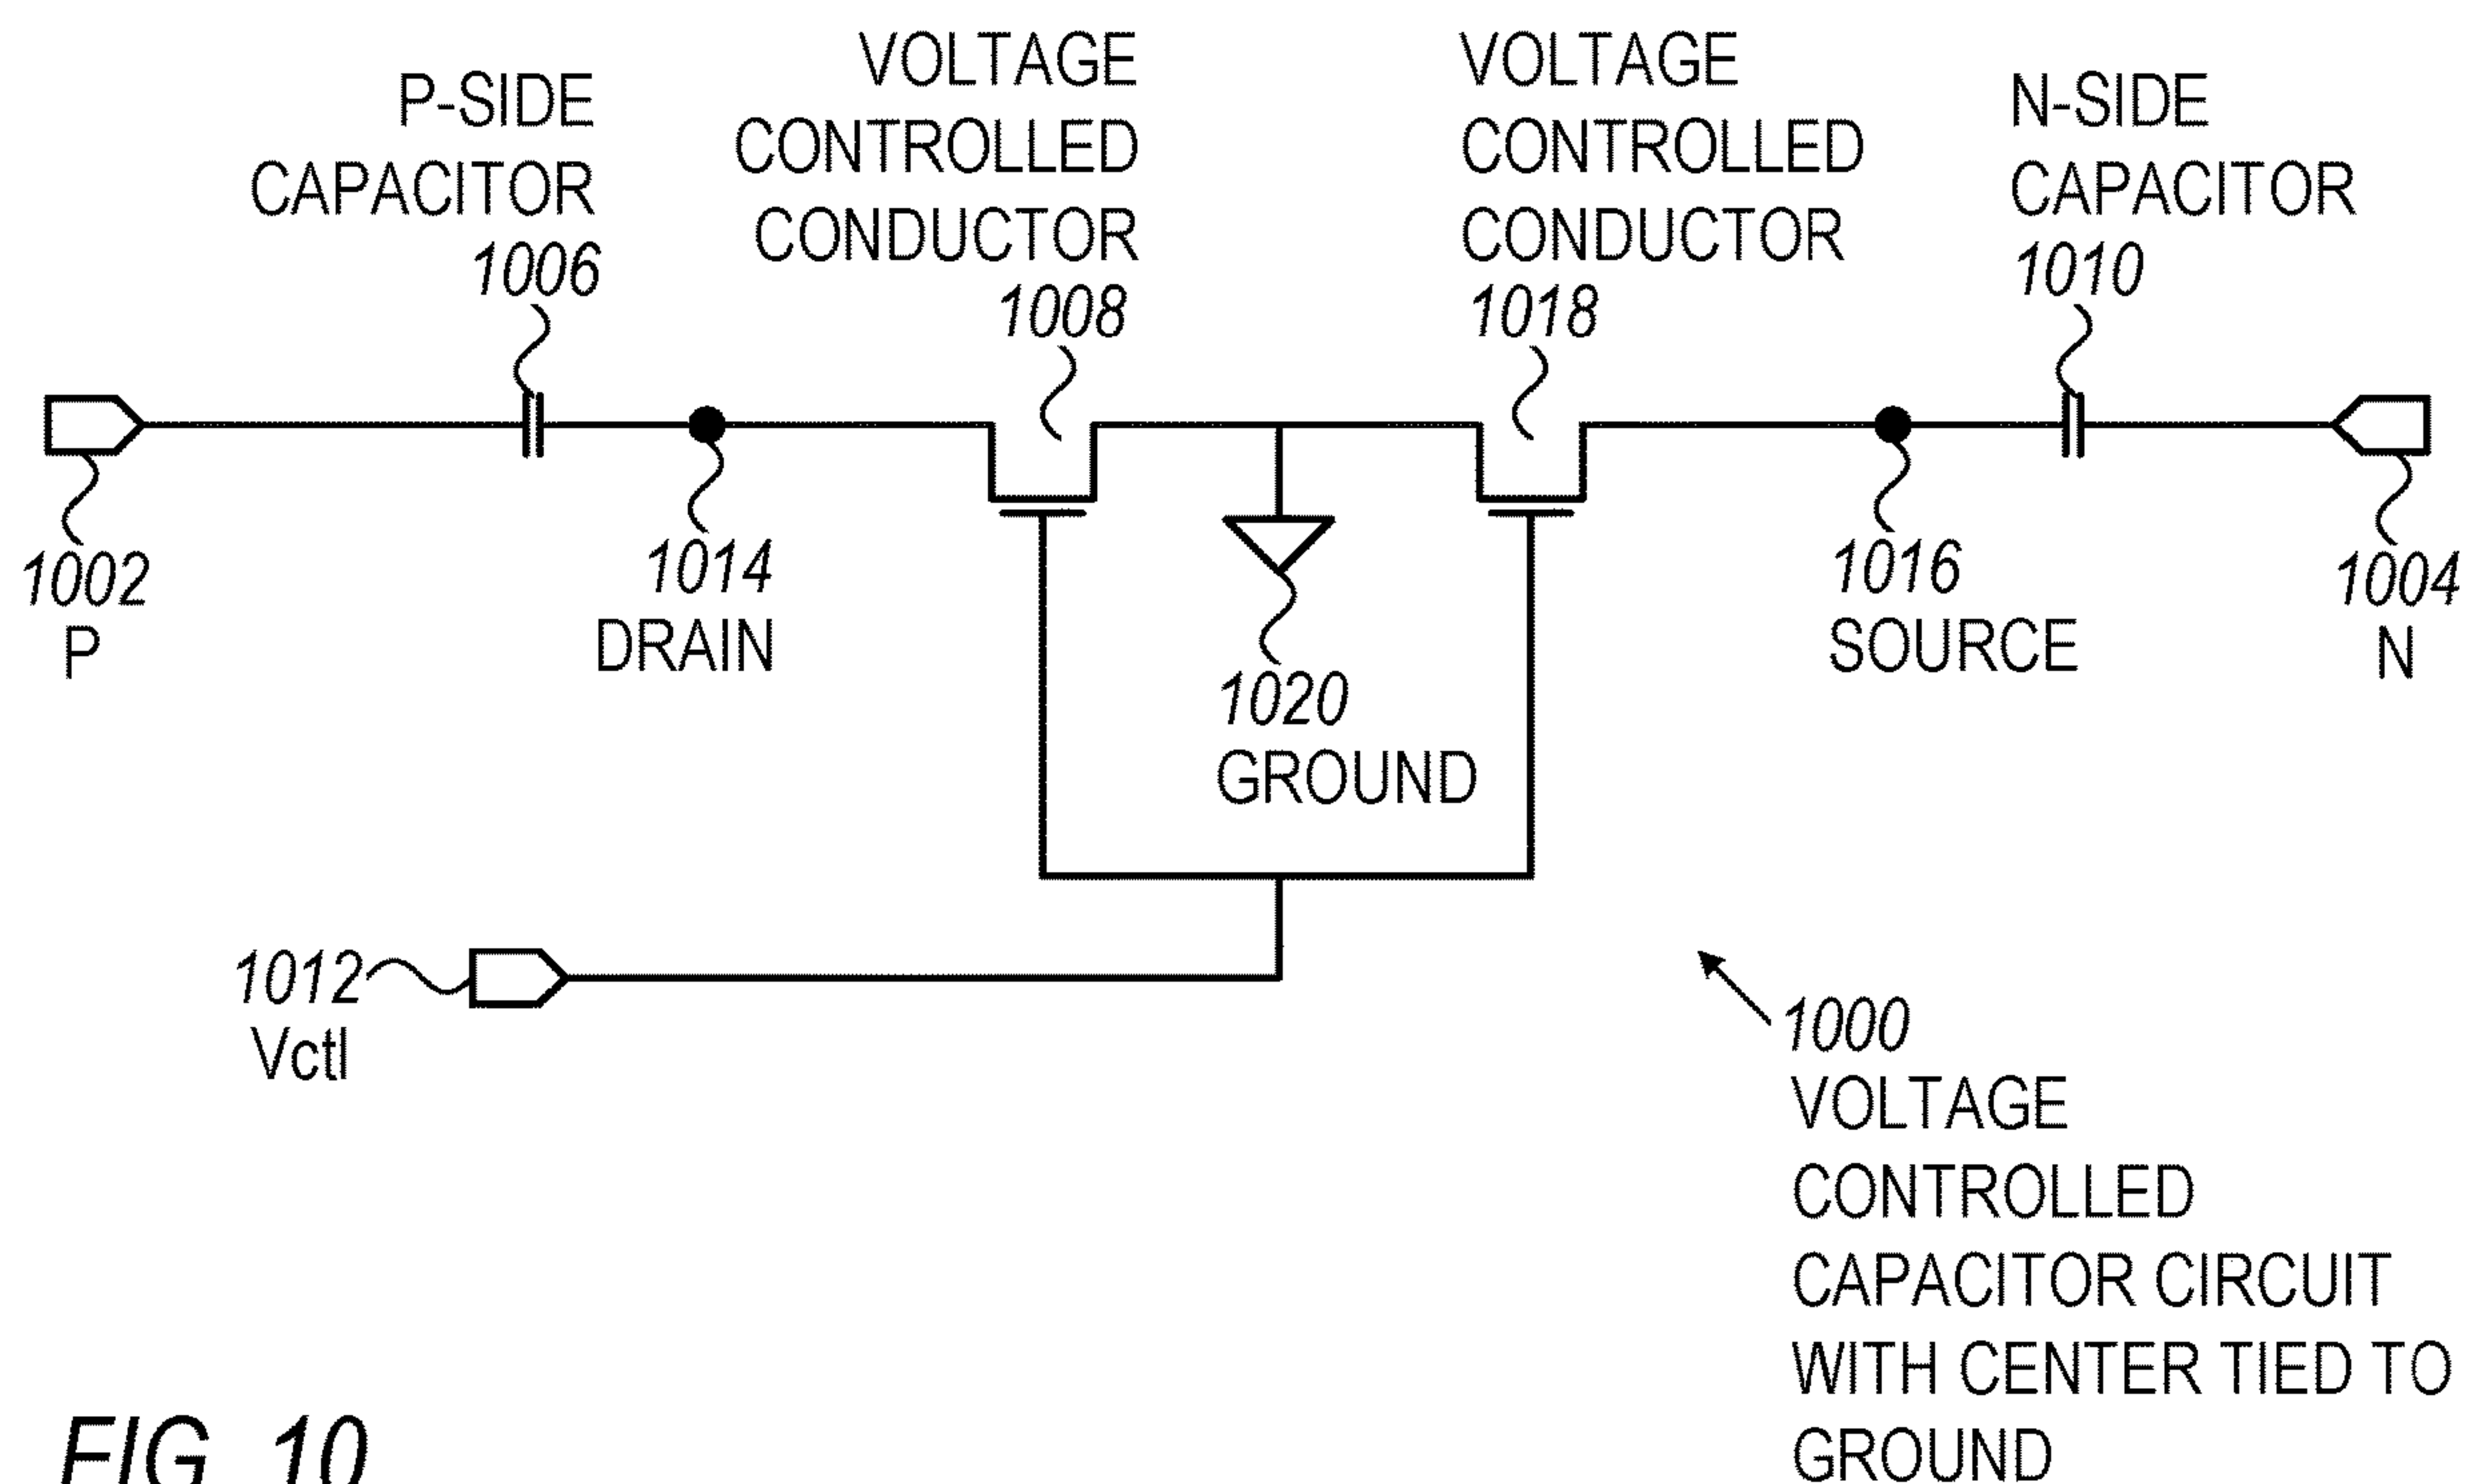 P-SIDE
CAPACITOR
1006
VOLTAGE
CONTROLLED
CONDUCTOR
1008
VOLTAGE
CONTROLLED
CONDUCTOR
1018
N-SIDE
CAPACITOR
1010
1002
P
1014
DRAIN
1020
GROUND
1016
SOURCE
1004
N
1012
Vctl
1000
VOLTAGE
CONTROLLED
CAPACITOR CIRCUIT
WITH CENTER TIED TO
GROUND
FIG. 10